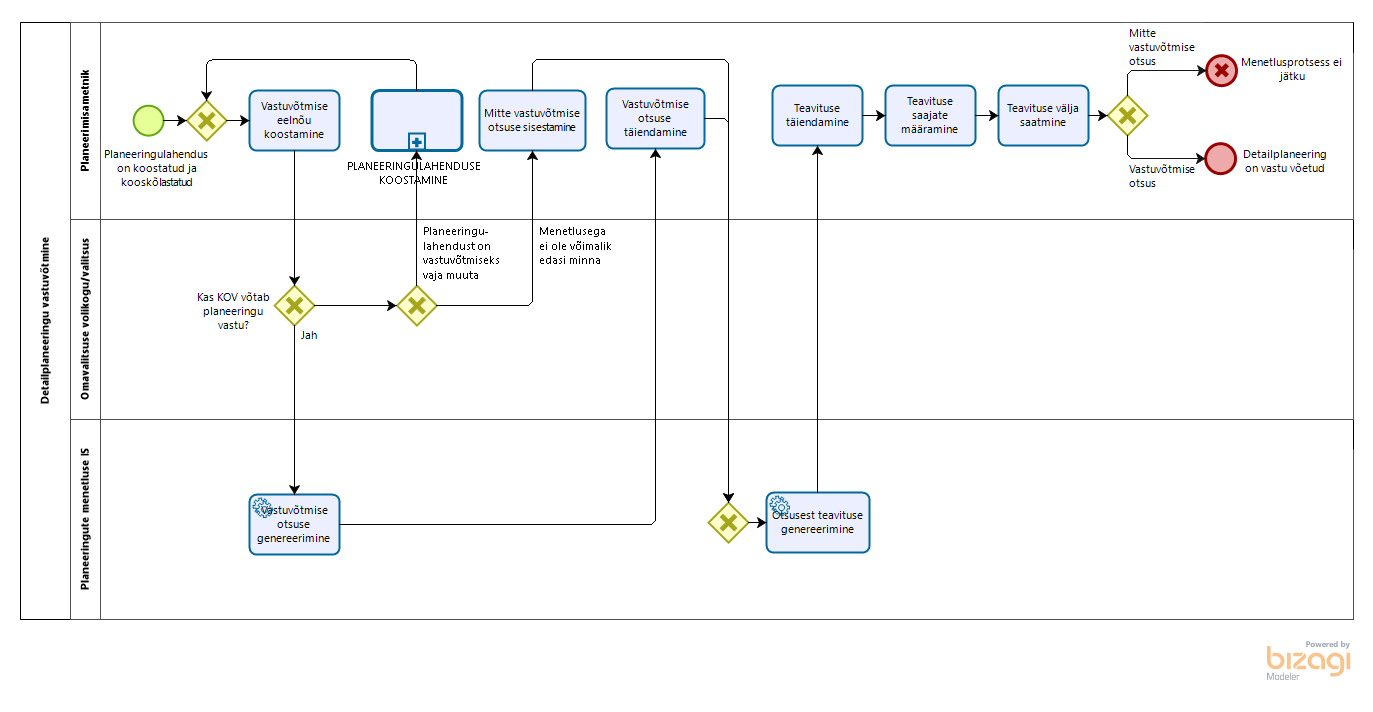 Detailplaneeringu vastuvõtmine
Planeerimisametnik
Planeeringulahendus
on koostatud ja
kooskõlastatud
Vastuvõtmise
eelnõu
koostamine
PLANEERINGULAHENDUSE
KOOSTAMINE
Mitte vastuvõtmise
otsuse sisestamine
Vastuvõtmise
otsuse
täiendamine
Teavituse
täiendamine
Teavituse
saajate
määramine
Teavituse välja
saatmine
Mitte
vastuvõtmise
otsus
Menetlusprotsess ei
jätku
Vastuvõtmise
otsus
Detailplaneering
on vastu võetud
Omavalitsuse volikogu/valitsus
Kas KOV võtab
planeeringu
vastu?
Jah
Planeeringu-
lahendust on
vastuvõtmiseks
vaja muuta
Menetlusega
ei ole võimalik
edasi minna
Planeeringute menetluse IS
Vastuvõtmise
otsuse
genereerimine
Otsusest teavituse
genereerimine
Powered by
bizagi
Modeler